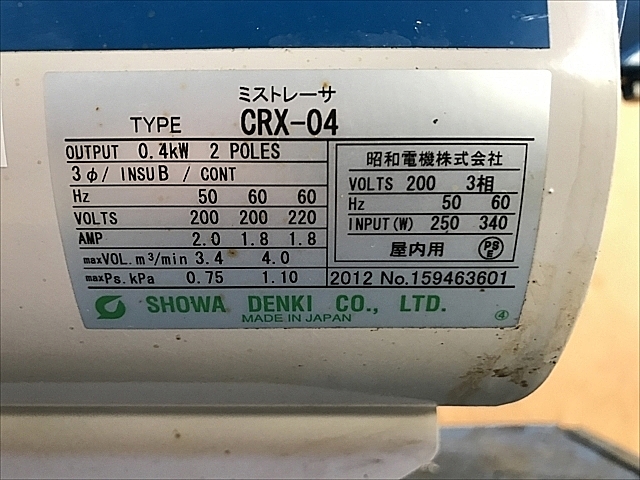 ミストレーサ
TYPE CRX-04
OUTPUT 0.4kW 2 POLES
3φ/ INSU B / CONT
Hz 50 60 60
VOLTS 200 200 220
AMP 2.0 1.8 1.8
maxVOL. m³/min 3.4 4.0
maxPs. kPa 0.75 1.10
昭和電機株式会社
VOLTS 200 3相
Hz 50 60
INPUT(W) 250 340
屋内用 PSE
2012 No.159463601
SHOWA DENKI CO., LTD.
MADE IN JAPAN
④